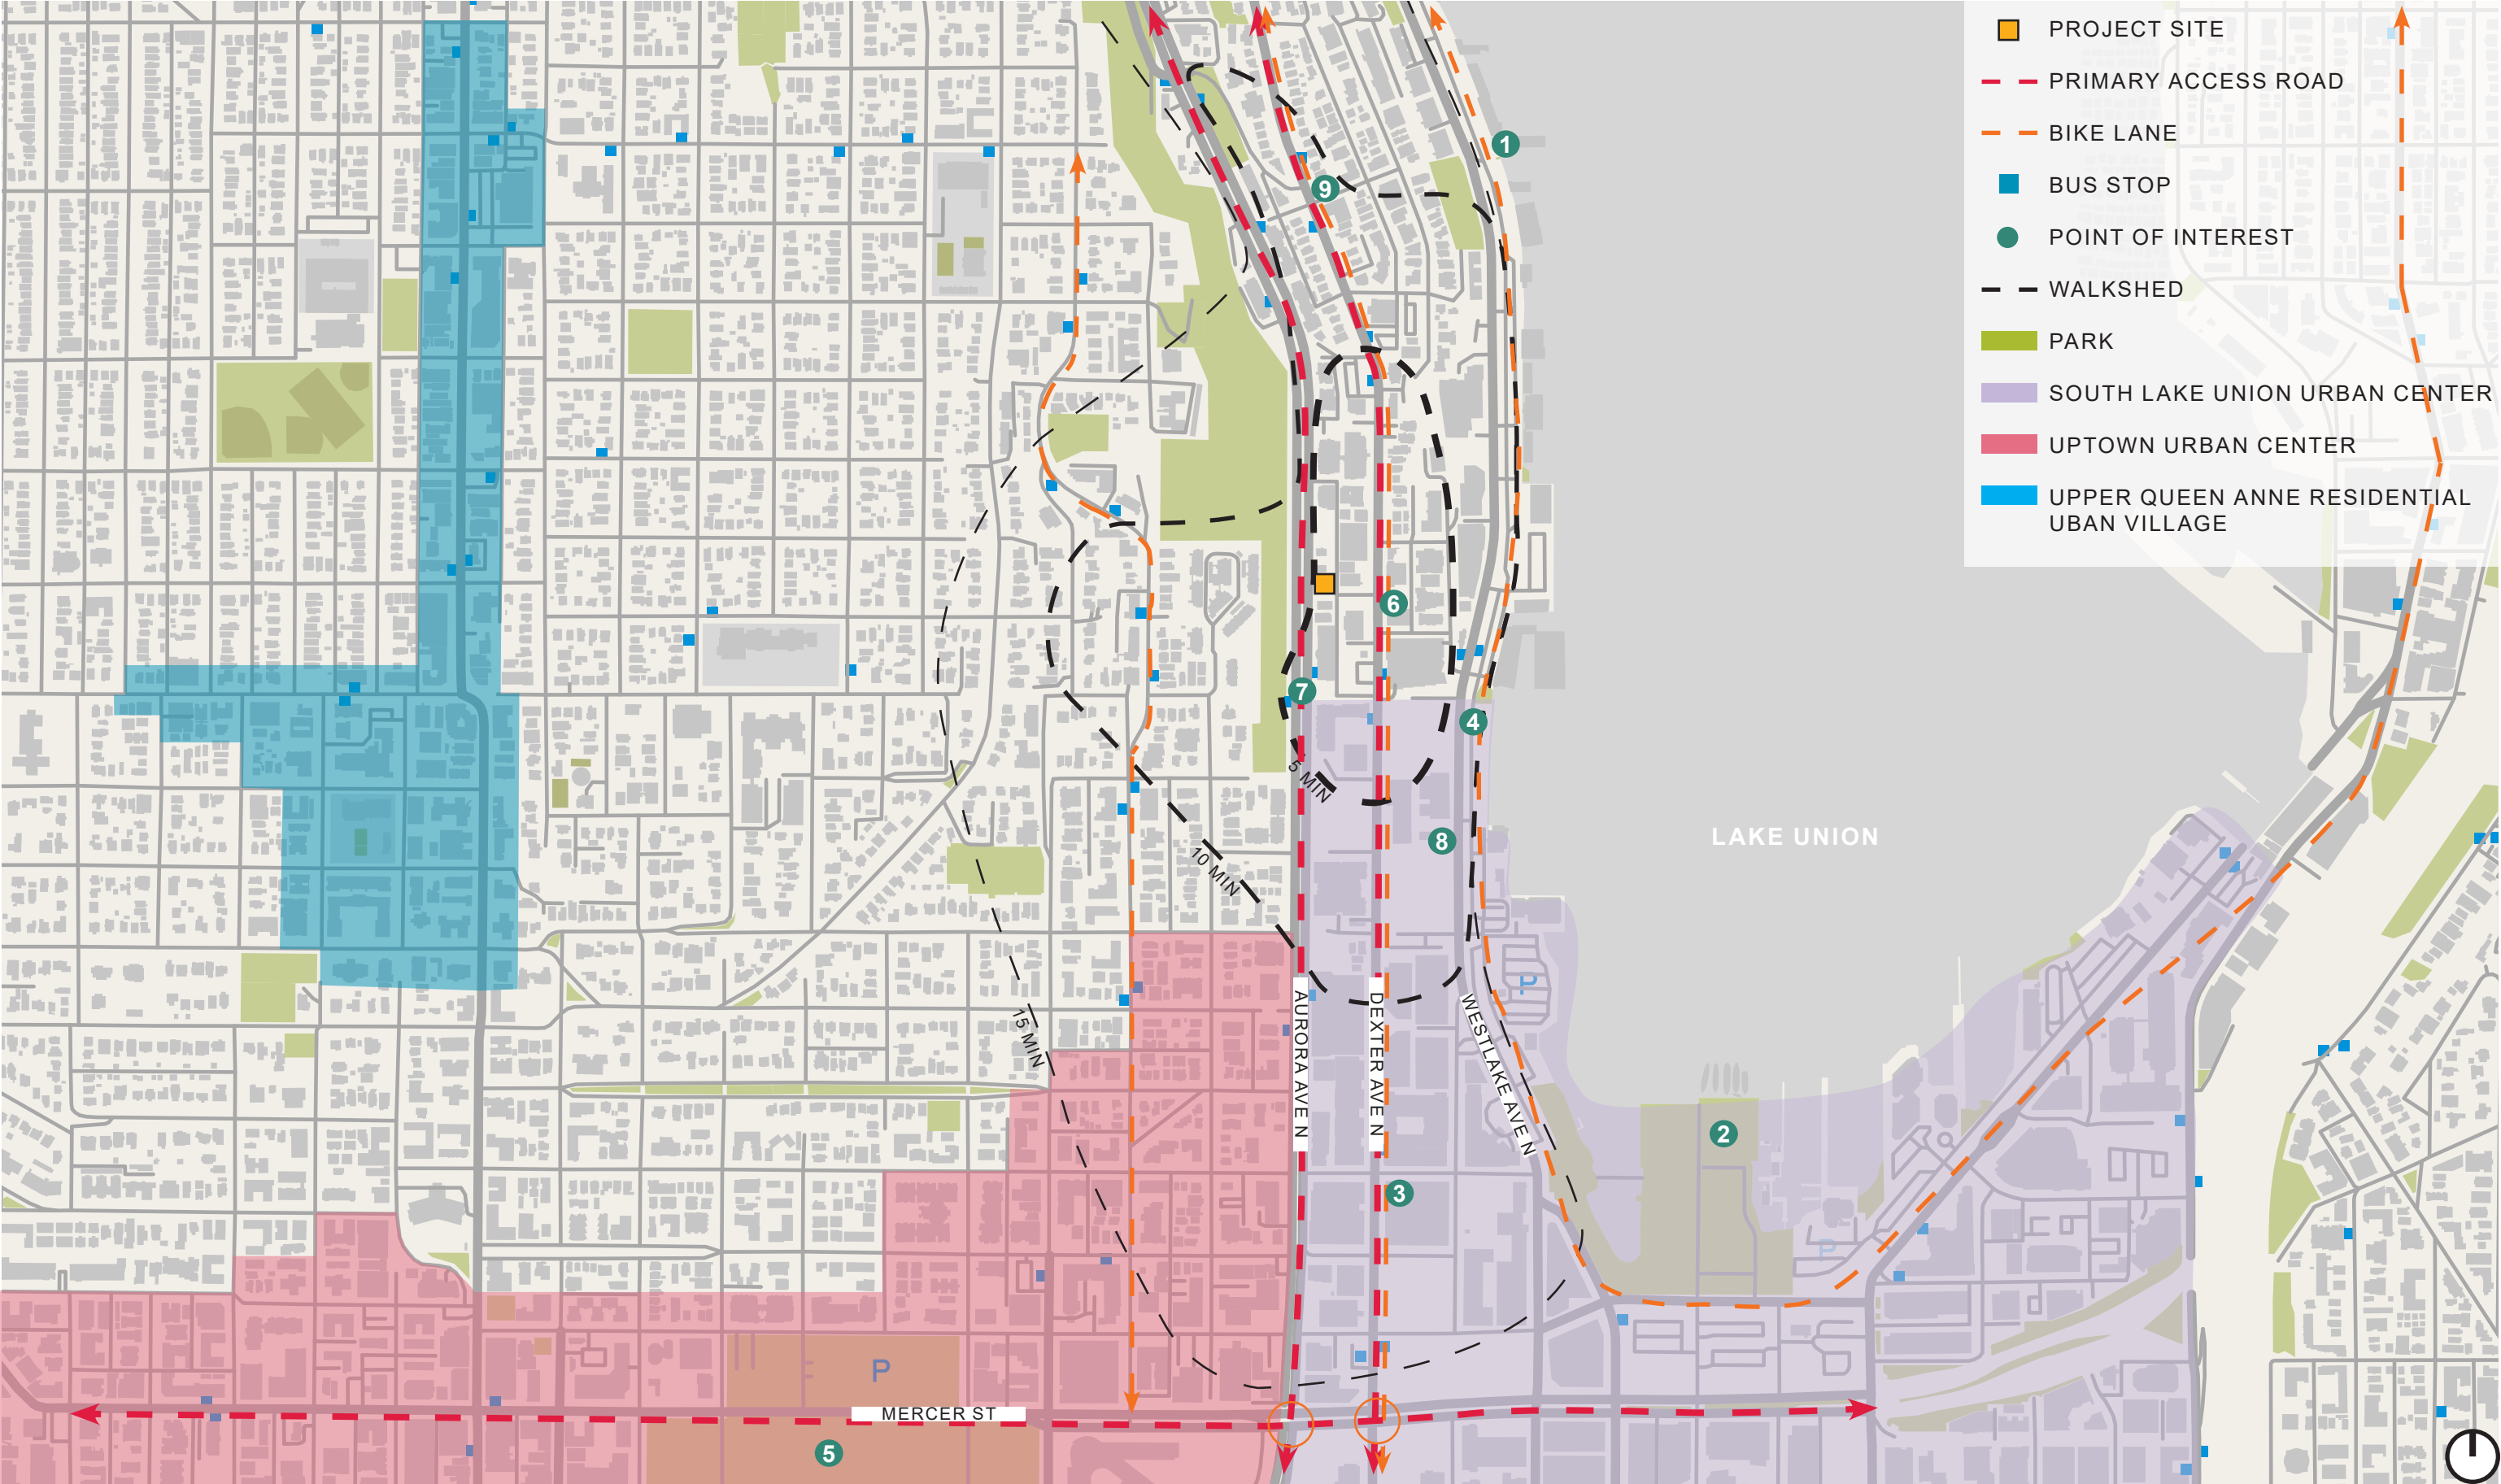 PROJECT SITE
PRIMARY ACCESS ROAD
BIKE LANE
BUS STOP
POINT OF INTEREST
WALKSHED
PARK
SOUTH LAKE UNION URBAN CENTER
UPTOWN URBAN CENTER
UPPER QUEEN ANNE RESIDENTIAL
UBAN VILLAGE
1
9
6
7
4
5 MIN
8
LAKE UNION
10 MIN
P
15 MIN
AURORA AVE N
DEXTER AVE N
WESTLAKE AVE N
2
3
P
P
MERCER ST
5